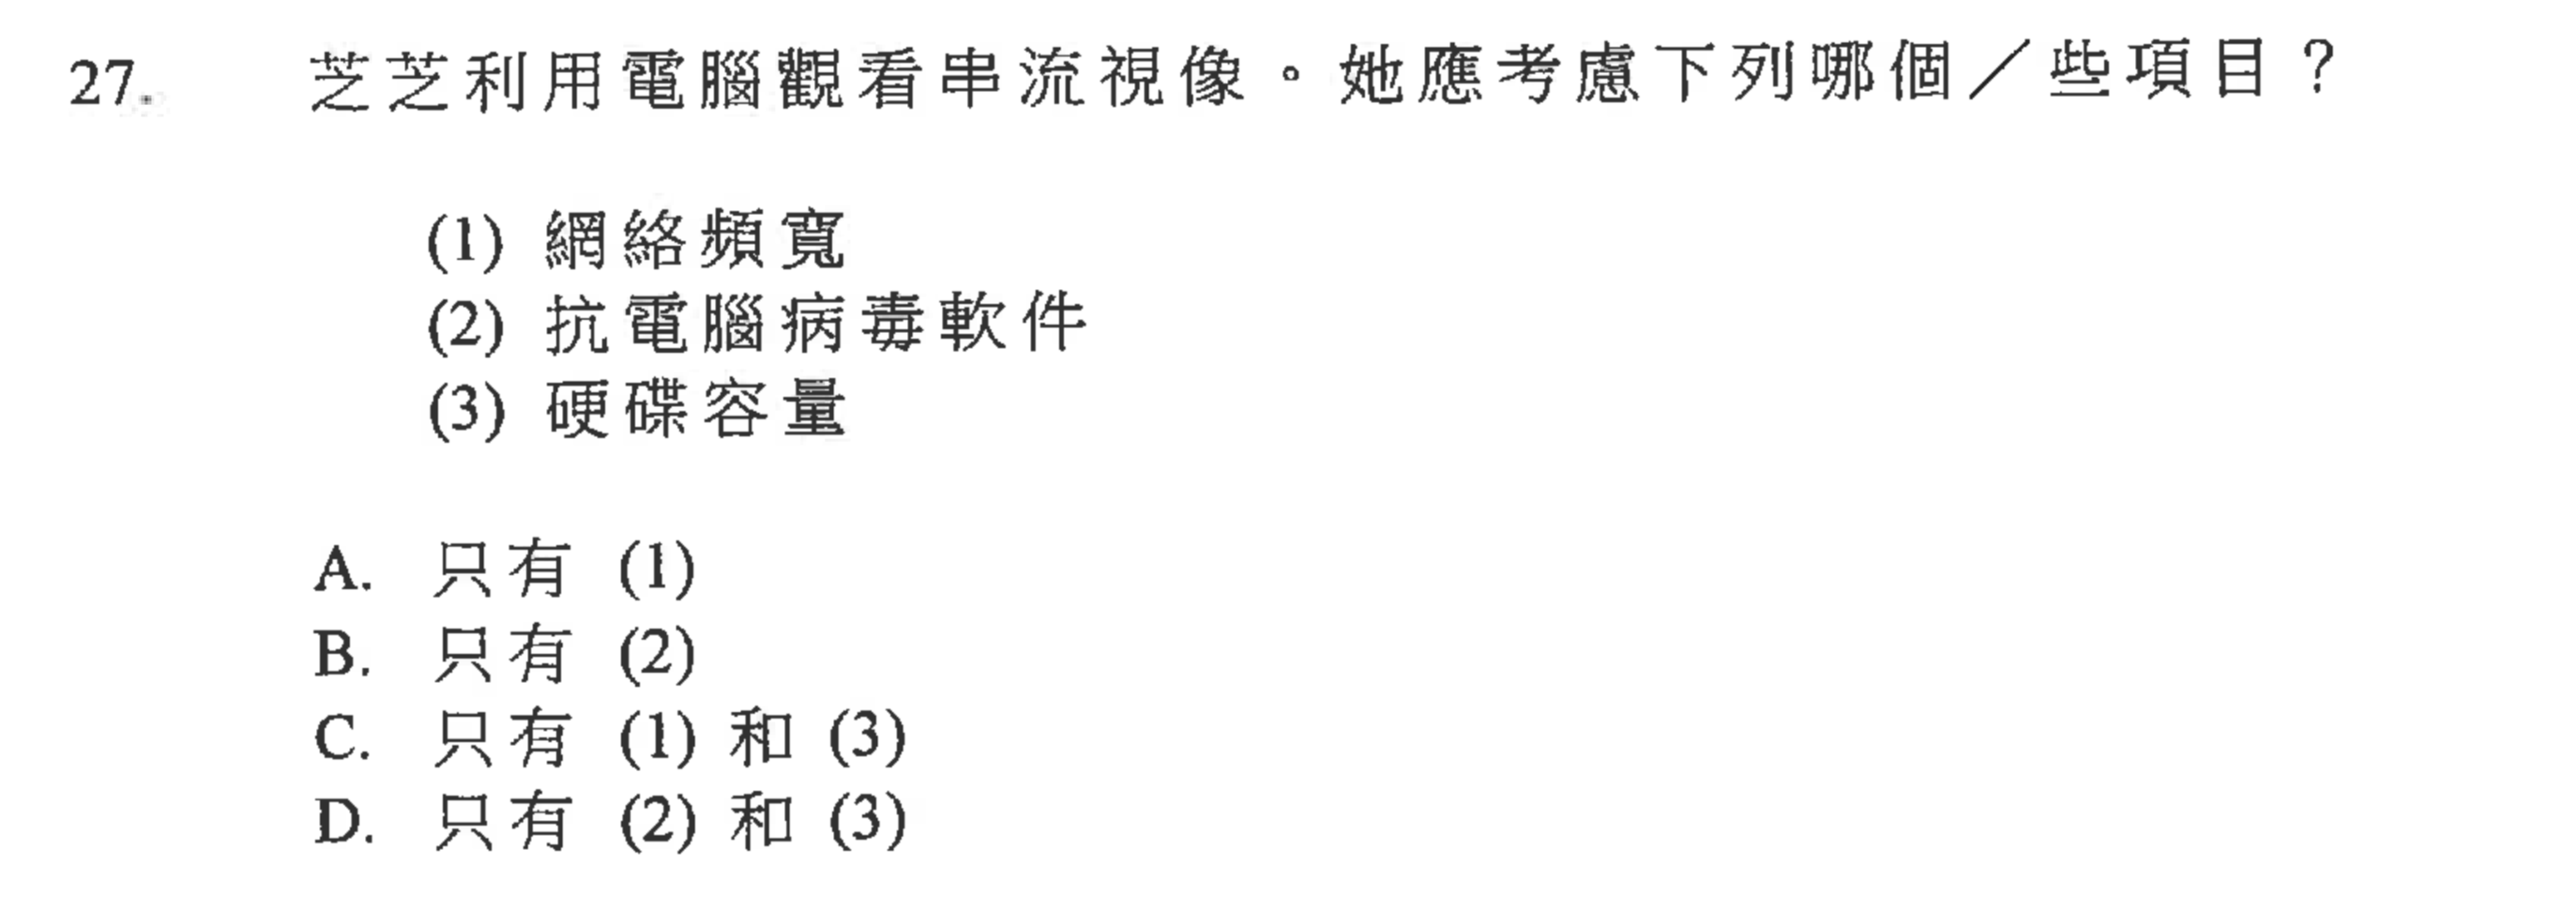 27. 芝芝利用電腦觀看串流視像。她應考慮下列哪個／些項目？
(1) 網絡頻寬
(2) 抗電腦病毒軟件
(3) 硬碟容量
A. 只有 (1)
B. 只有 (2)
C. 只有 (1) 和 (3)
D. 只有 (2) 和 (3)